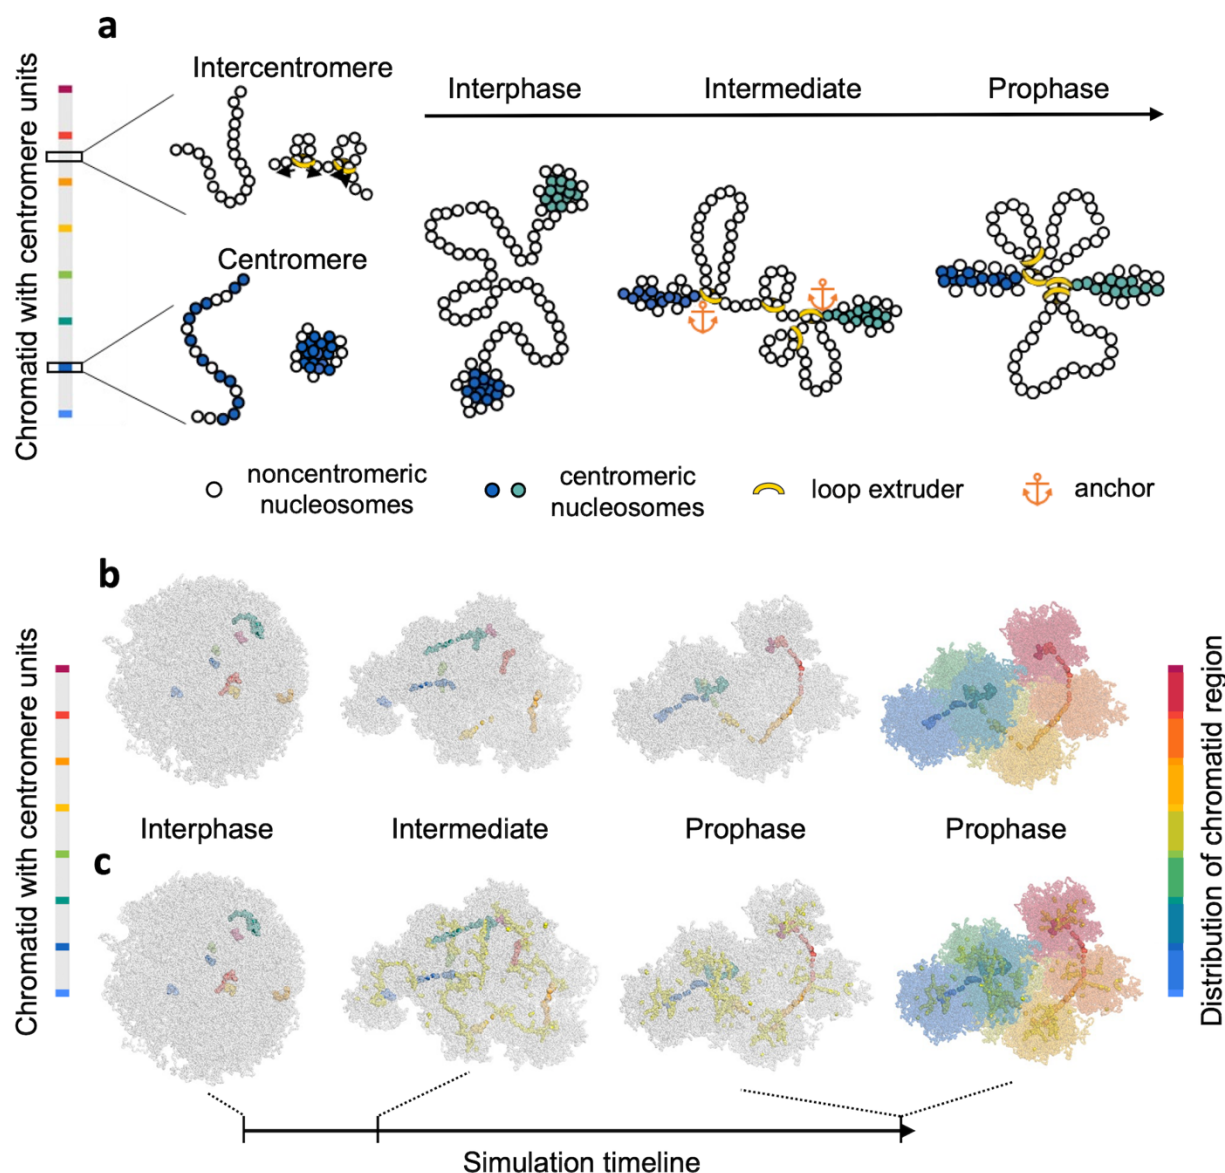 a
Chromatid with centromere units
Intercentromere
Centromere
Interphase
Intermediate
Prophase
noncentromeric
nucleosomes
centromeric
nucleosomes
loop extruder
anchor
b
Chromatid with centromere units
Interphase
Intermediate
Prophase
Prophase
c
Distribution of chromatid region
Simulation timeline